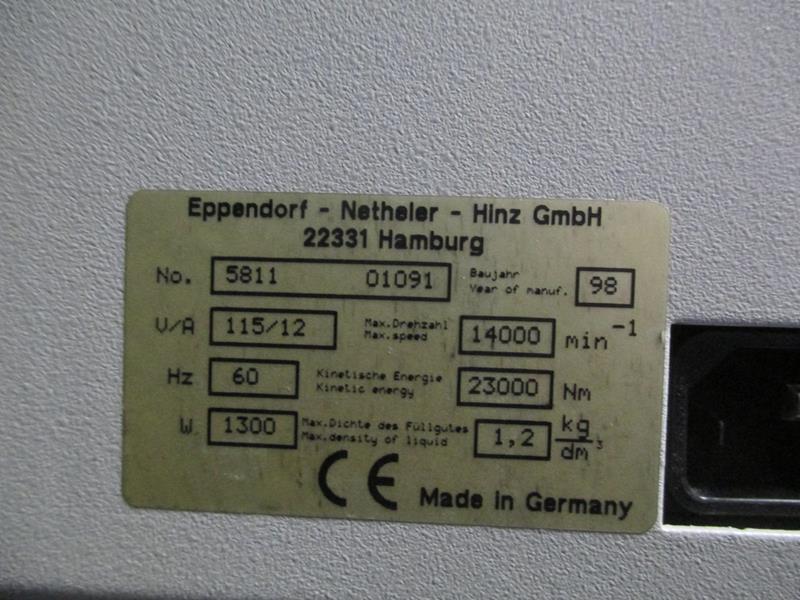 Eppendorf - Netheler - Hinz GmbH
22331 Hamburg
No. 5811 01091 Baujahr 98
Year of manuf.
V/A 115/12 Max.Drehzahl 14000 min⁻¹
Max.speed
Hz 60 Kinetische Energie 23000 Nm
Kinetic energy
W 1300 Max.Dichte des Füllgutes 1,2 kg/dm³
Max.density of liquid
CE Made in Germany